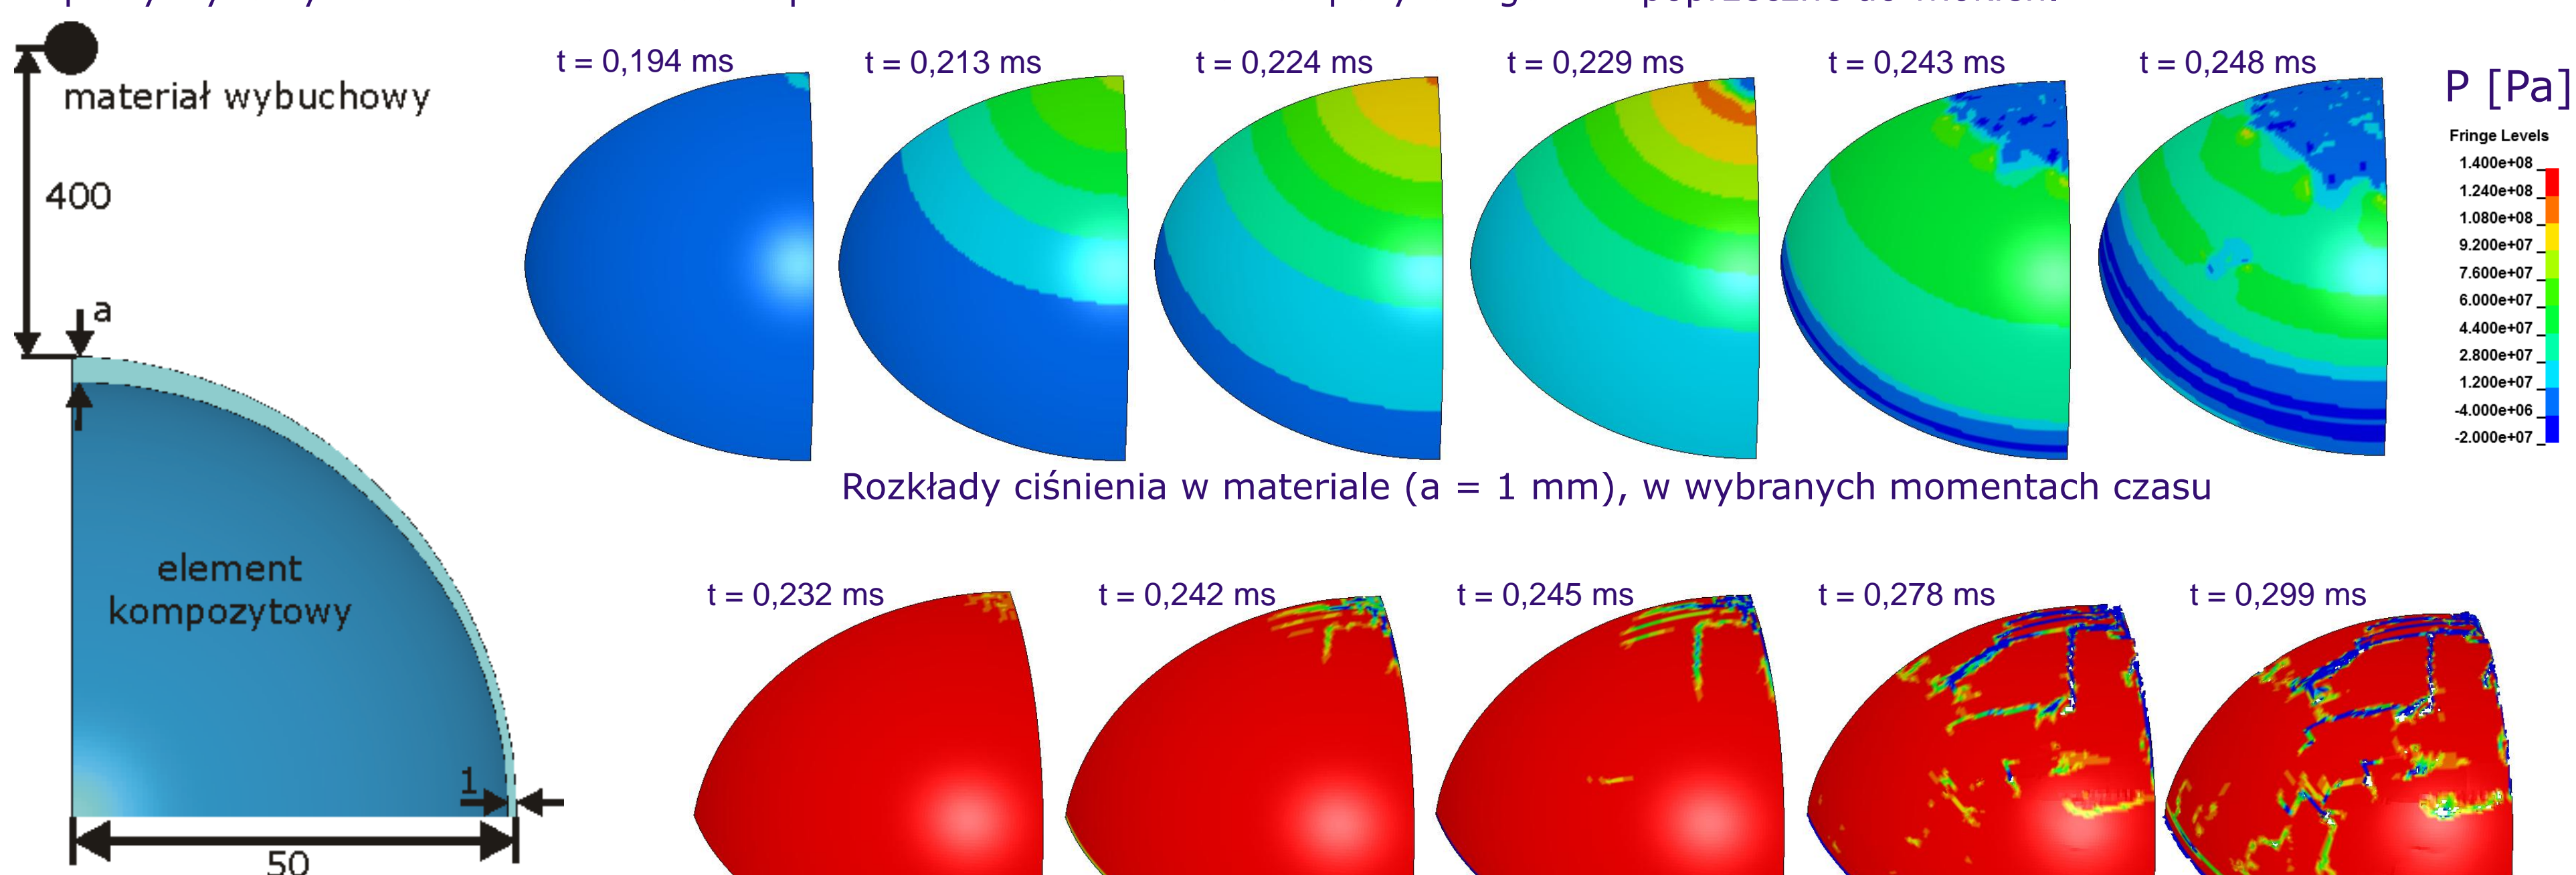 poprzeczne do włókien.
materiał wybuchowy
400
a
element
kompozytowy
1
50
t = 0,194 ms
t = 0,213 ms
t = 0,224 ms
t = 0,229 ms
t = 0,243 ms
t = 0,248 ms
P [Pa]
Fringe Levels
1.400e+08
1.240e+08
1.080e+08
9.200e+07
7.600e+07
6.000e+07
4.400e+07
2.800e+07
1.200e+07
-4.000e+06
-2.000e+07
Rozkłady ciśnienia w materiale (a = 1 mm), w wybranych momentach czasu
t = 0,232 ms
t = 0,242 ms
t = 0,245 ms
t = 0,278 ms
t = 0,299 ms